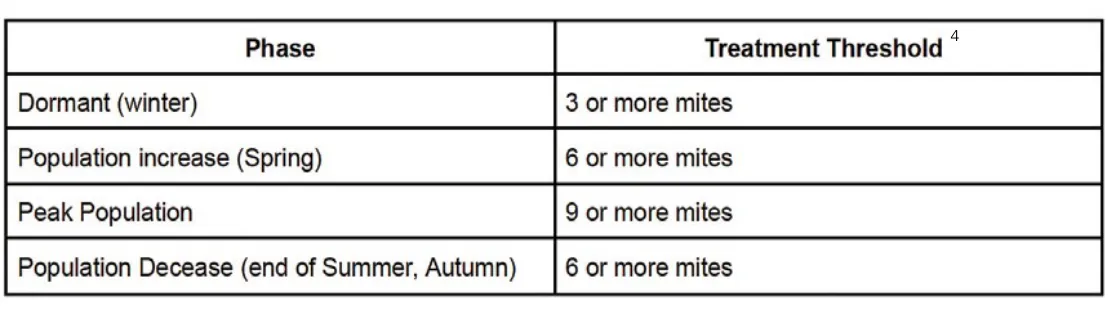 Phase Treatment Threshold 4
Dormant (winter) 3 or more mites
Population increase (Spring) 6 or more mites
Peak Population 9 or more mites
Population Decease (end of Summer, Autumn) 6 or more mites